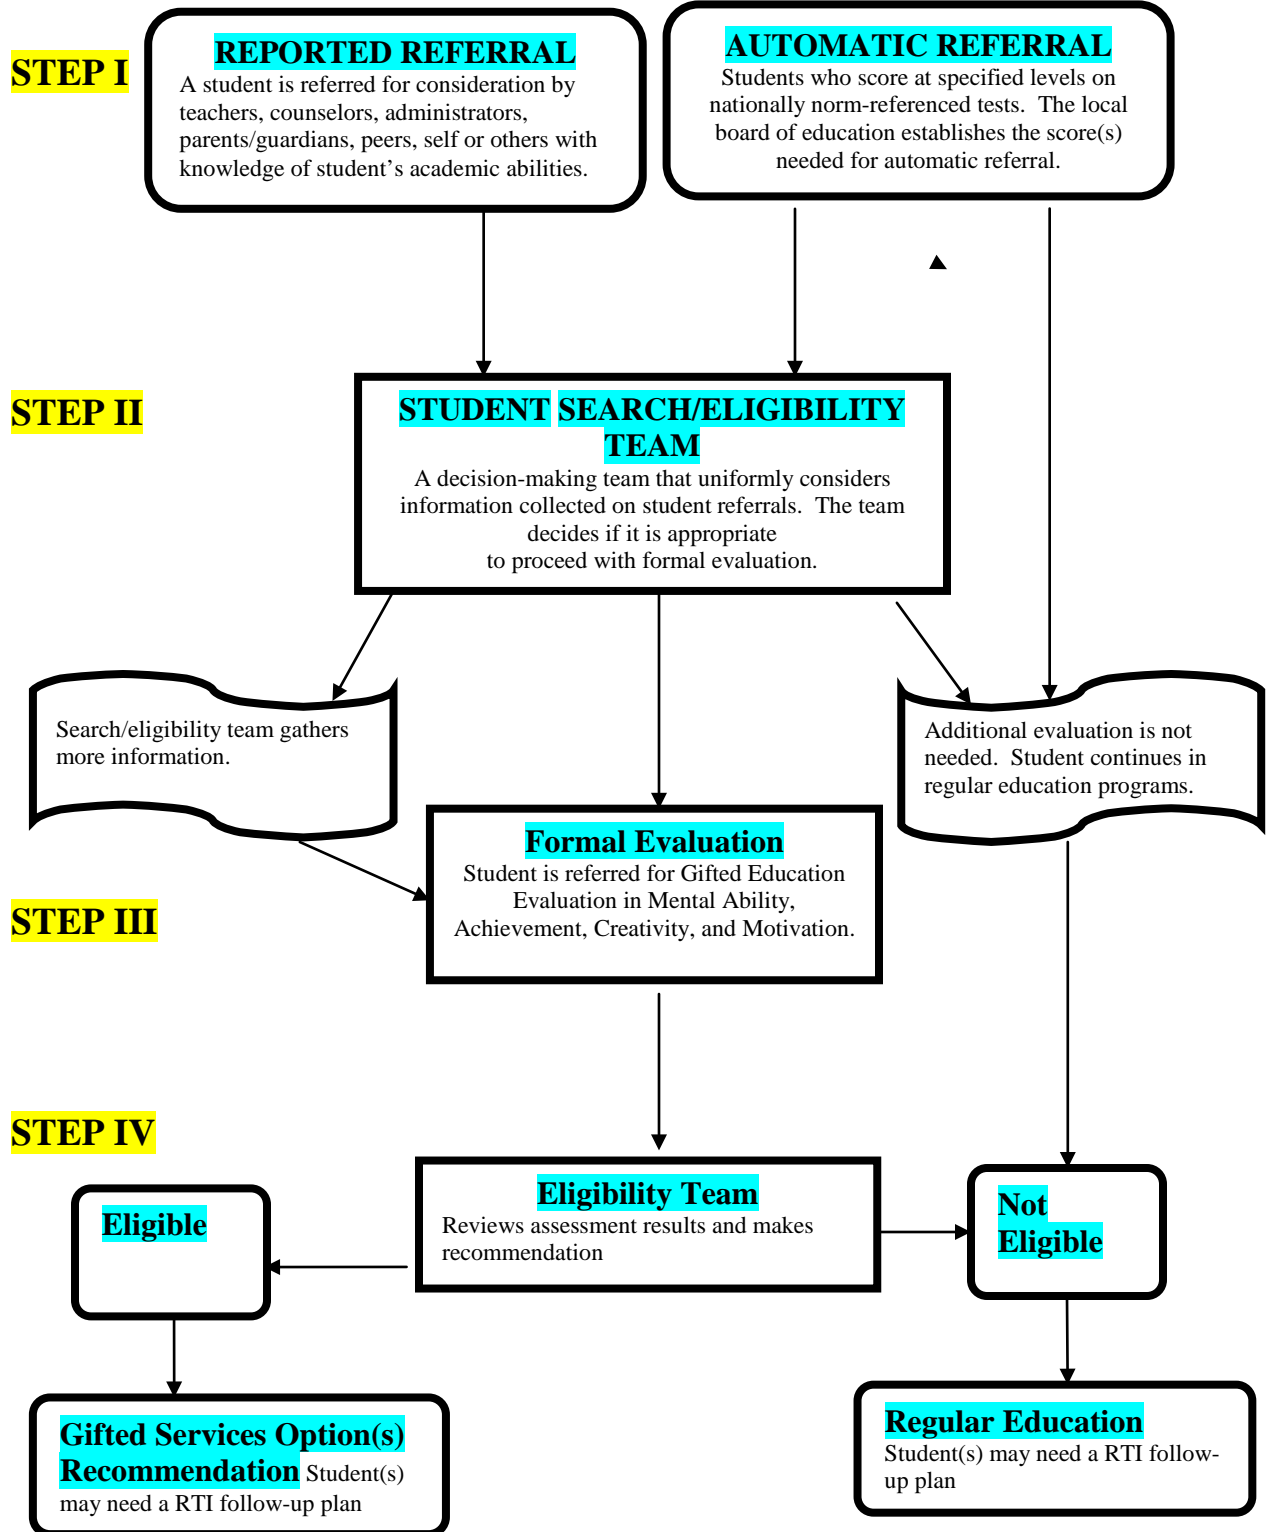 STEP I
REPORTED REFERRAL
A student is referred for consideration by
teachers, counselors, administrators,
parents/guardians, peers, self or others with
knowledge of student’s academic abilities.
AUTOMATIC REFERRAL
Students who score at specified levels on
nationally norm-referenced tests.  The local
board of education establishes the score(s)
needed for automatic referral.
STEP II
STUDENT SEARCH/ELIGIBILITY
TEAM
A decision-making team that uniformly considers
information collected on student referrals.  The team
decides if it is appropriate
to proceed with formal evaluation.
Search/eligibility team gathers
more information.
Additional evaluation is not
needed.  Student continues in
regular education programs.
STEP III
Formal Evaluation
Student is referred for Gifted Education
Evaluation in Mental Ability,
Achievement, Creativity, and Motivation.
STEP IV
Eligible
Eligibility Team
Reviews assessment results and makes
recommendation
Not
Eligible
Gifted Services Option(s)
Recommendation Student(s)
may need a RTI follow-up plan
Regular Education
Student(s) may need a RTI follow-
up plan